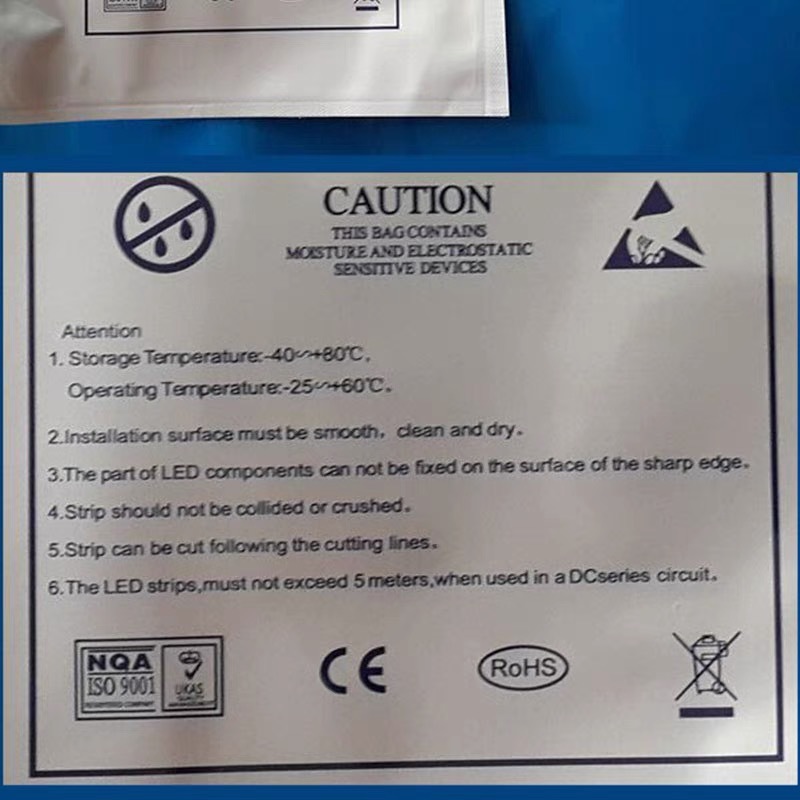 CAUTION
THIS BAG CONTAINS
MOISTURE AND ELECTROSTATIC
SENSITIVE DEVICES
Attention
1. Storage Temperature:-40~+80℃.
Operating Temperature:-25~+60℃.
2.Installation surface must be smooth, clean and dry.
3.The part of LED components can not be fixed on the surface of the sharp edge.
4.Strip should not be collided or crushed.
5.Strip can be cut following the cutting lines.
6.The LED strips,must not exceed 5 meters,when used in a DCseries circuit.
NQA
ISO 9001
REGISTERED COMPANY
UKAS
QUALITY
MANAGEMENT
CE
RoHS